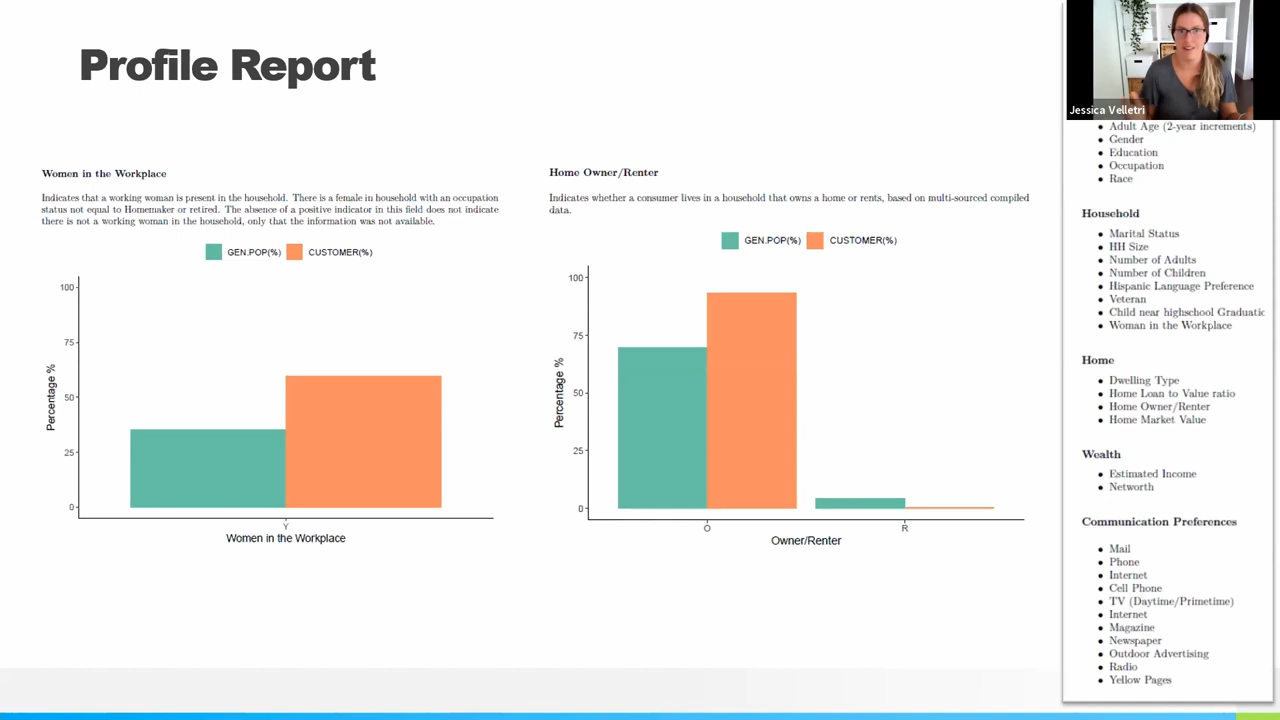 Profile Report
Women in the Workplace
Indicates that a working woman is present in the household. There is a female in household with an occupation
status not equal to Homemaker or retired. The absence of a positive indicator in this field does not indicate
there is not a working woman in the household, only that the information was not available.
GEN.POP(%) CUSTOMER(%)
Percentage %
100
75
50
25
0
Y
Women in the Workplace
Home Owner/Renter
Indicates whether a consumer lives in a household that owns a home or rents, based on multi-sourced compiled
data.
GEN.POP(%) CUSTOMER(%)
Percentage %
100
75
50
25
0
O R
Owner/Renter
Jessica Velletri
• Adult Age (2-year increments)
• Gender
• Education
• Occupation
• Race
Household
• Marital Status
• HH Size
• Number of Adults
• Number of Children
• Hispanic Language Preference
• Veteran
• Child near highschool Graduatic
• Woman in the Workplace
Home
• Dwelling Type
• Home Loan to Value ratio
• Home Owner/Renter
• Home Market Value
Wealth
• Estimated Income
• Networth
Communication Preferences
• Mail
• Phone
• Internet
• Cell Phone
• TV (Daytime/Primetime)
• Internet
• Magazine
• Newspaper
• Outdoor Advertising
• Radio
• Yellow Pages